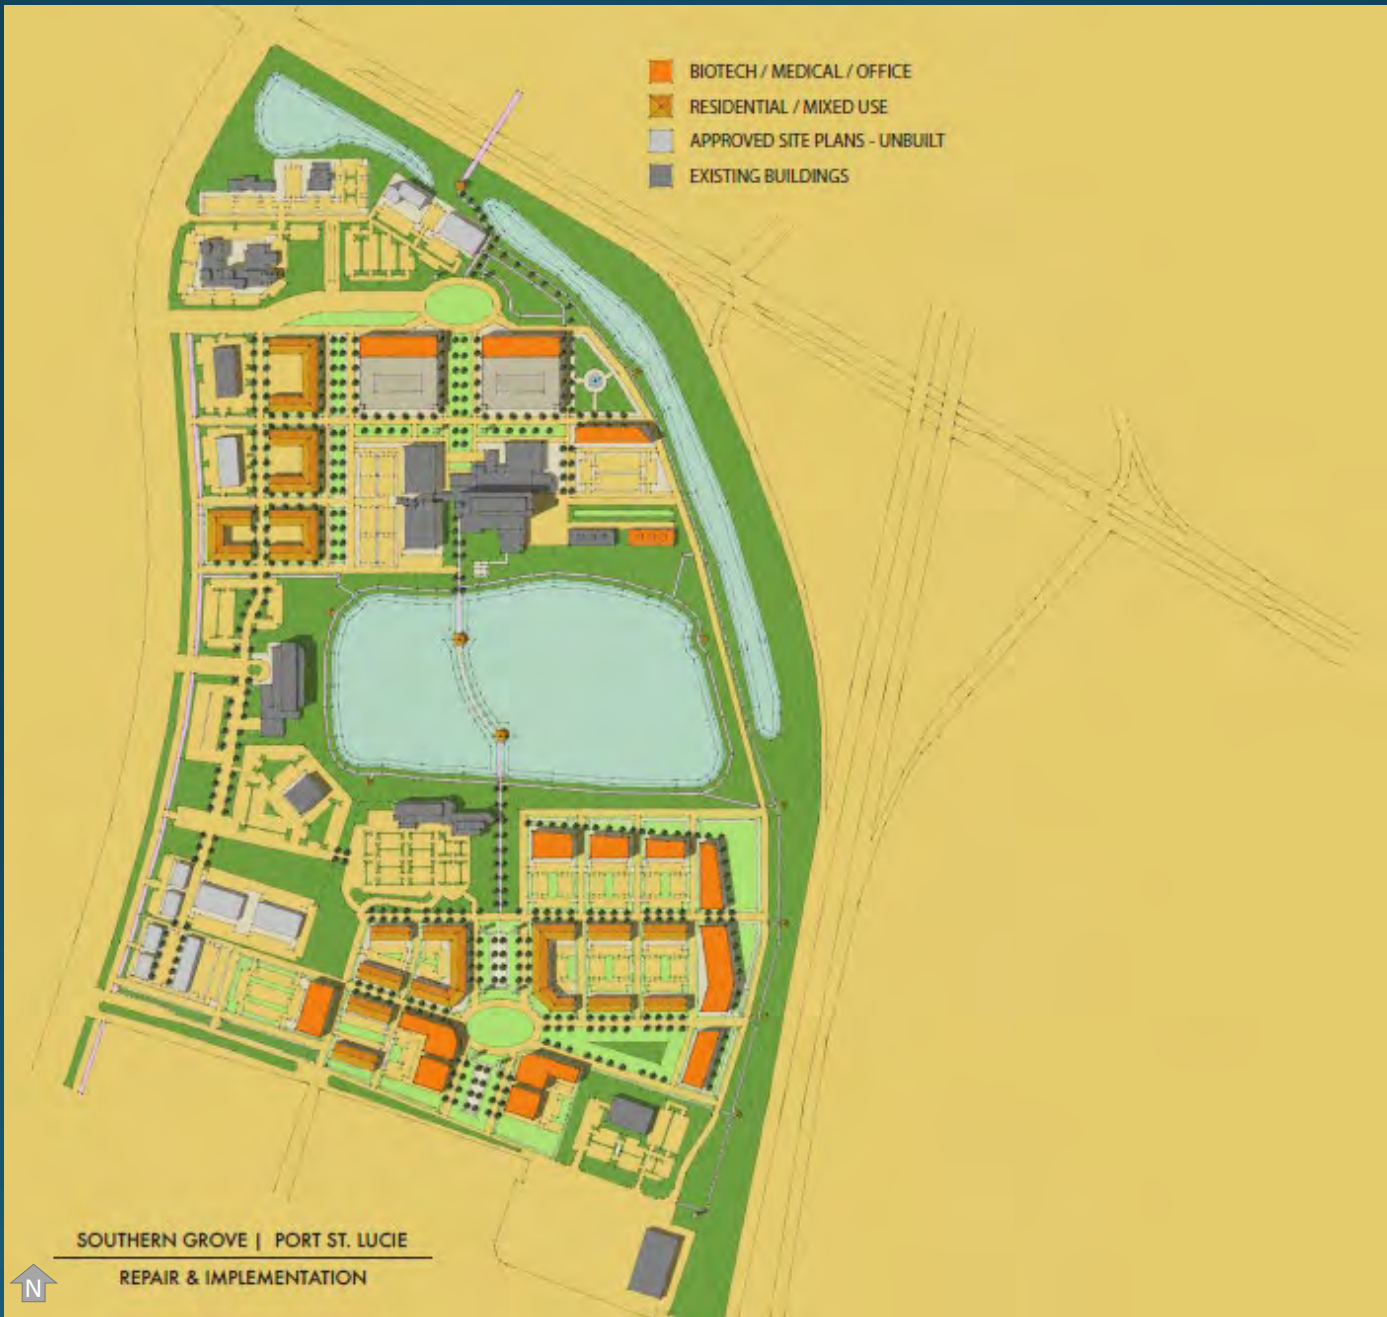 BIOTECH / MEDICAL / OFFICE
RESIDENTIAL / MIXED USE
APPROVED SITE PLANS - UNBUILT
EXISTING BUILDINGS
SOUTHERN GROVE | PORT ST. LUCIE
REPAIR & IMPLEMENTATION
N